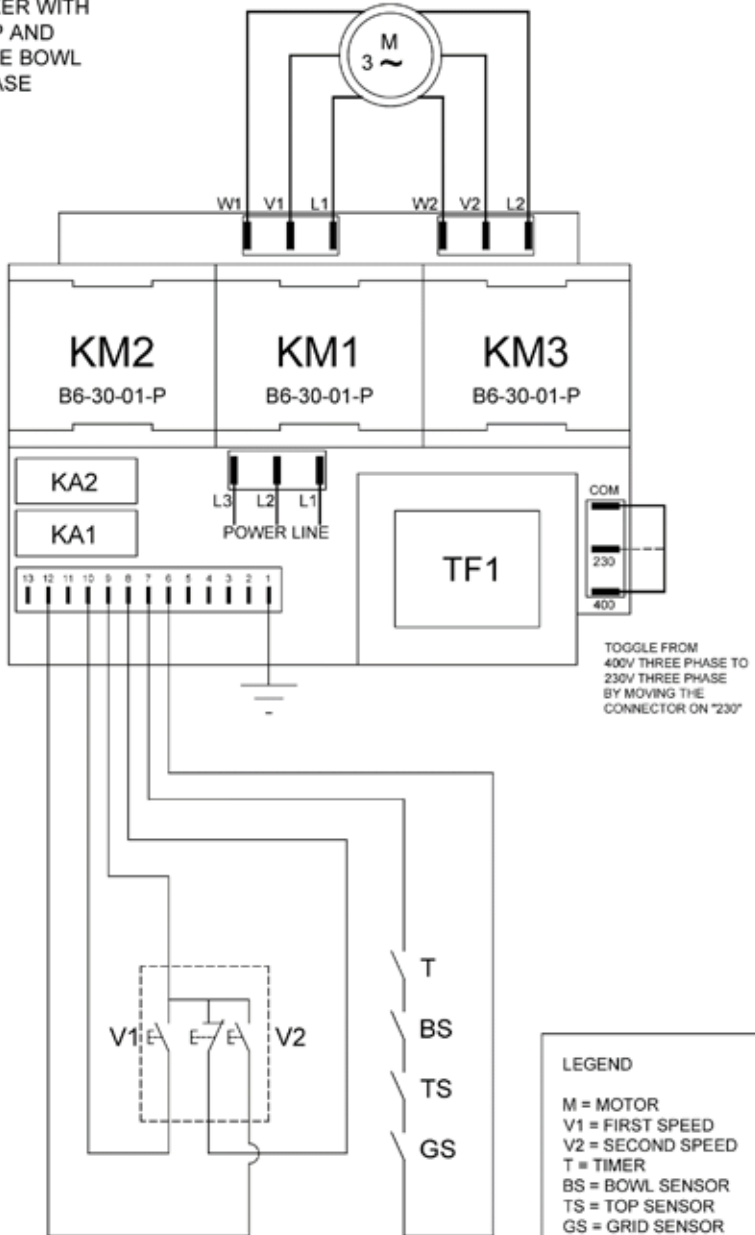 WITH
AND
BOWL
M
3 ~
W1 V1 L1 W2 V2 L2
KM2 KM1 KM3
B6-30-01-P B6-30-01-P B6-30-01-P
KA2
KA1
L3 L2 L1
POWER LINE
TF1
COM
230
400
13 12 11 10 9 8 7 6 5 4 3 2 1
TOGGLE FROM
400V THREE PHASE TO
230V THREE PHASE
BY MOVING THE
CONNECTOR ON "230"
V1 V2
T
BS
TS
GS
LEGEND
M = MOTOR
V1 = FIRST SPEED
V2 = SECOND SPEED
T = TIMER
BS = BOWL SENSOR
TS = TOP SENSOR
GS = GRID SENSOR